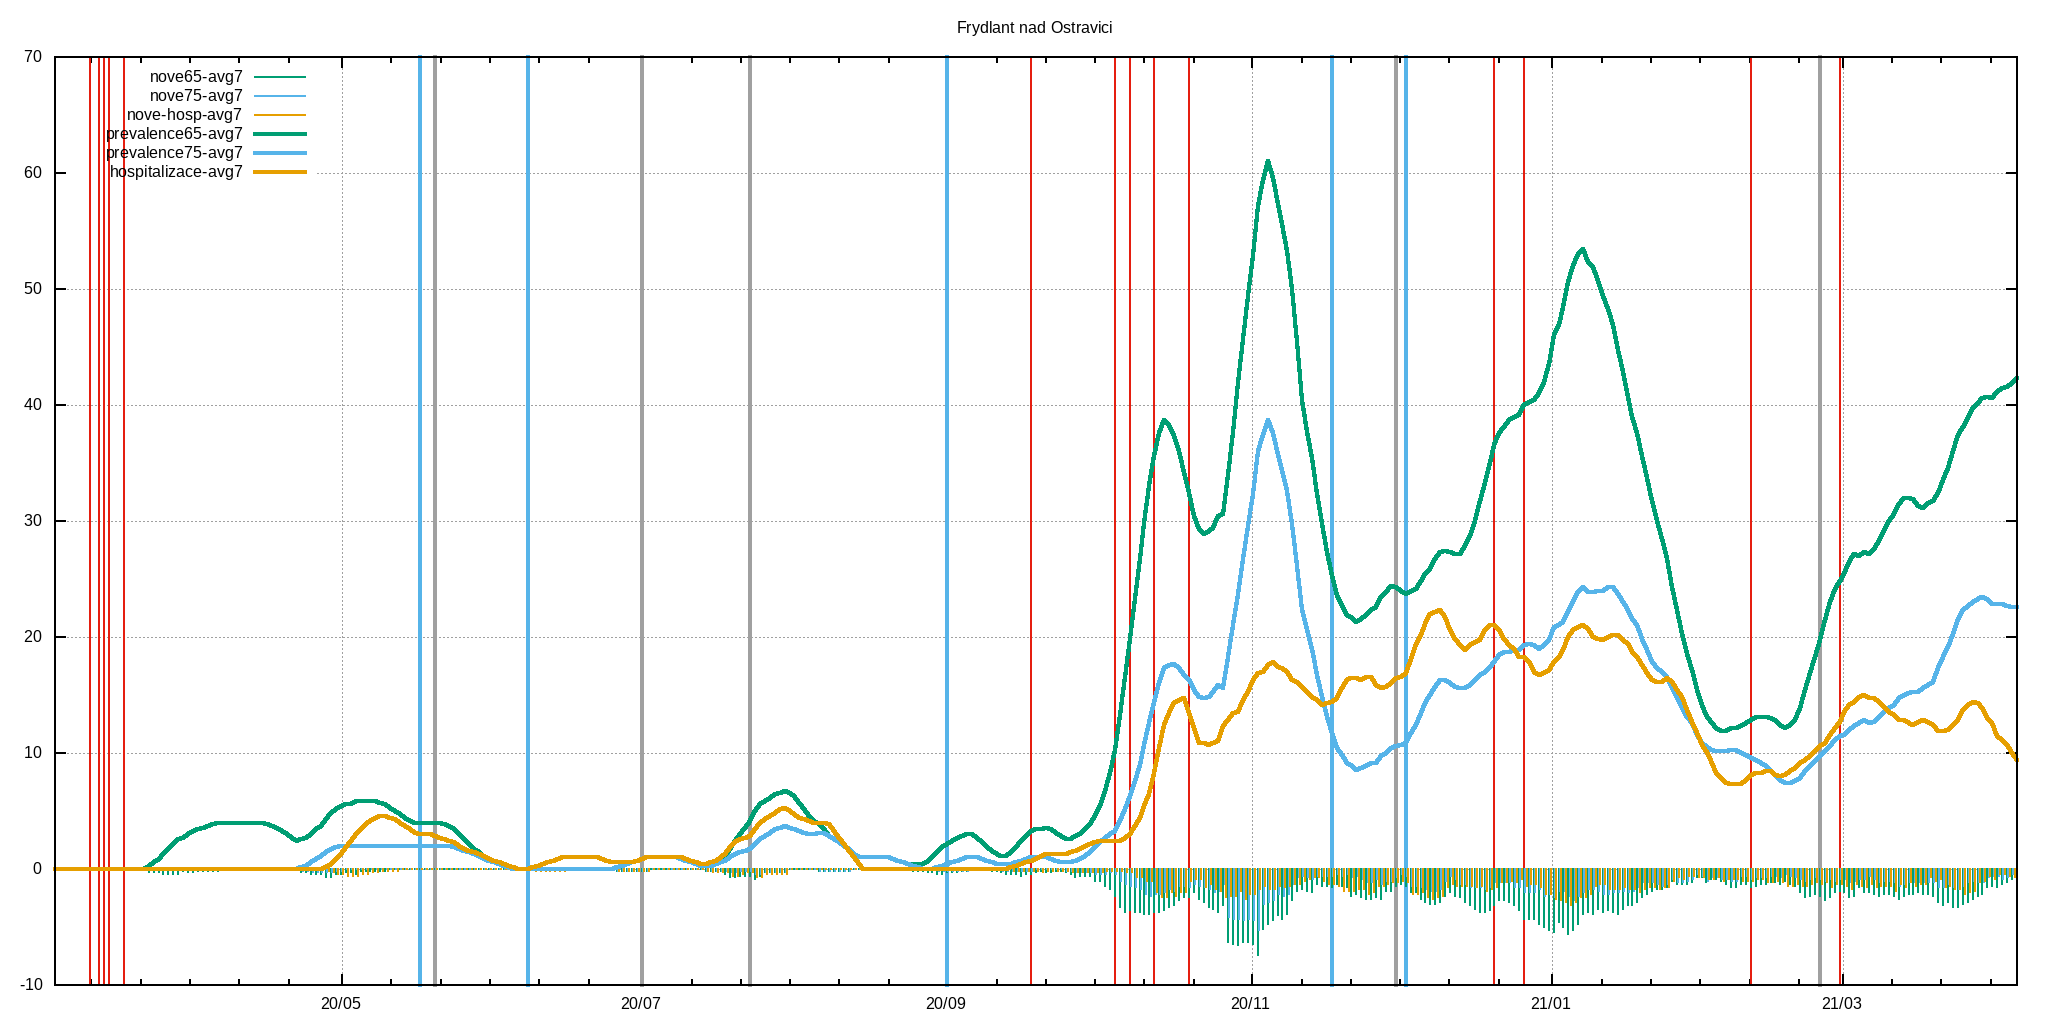 Frydlant nad Ostravici
70
60
50
40
30
20
10
0
-10
nove65-avg7
nove75-avg7
nove-hosp-avg7
prevalence65-avg7
prevalence75-avg7
hospitalizace-avg7
20/05 20/07 20/09 20/11 21/01 21/03